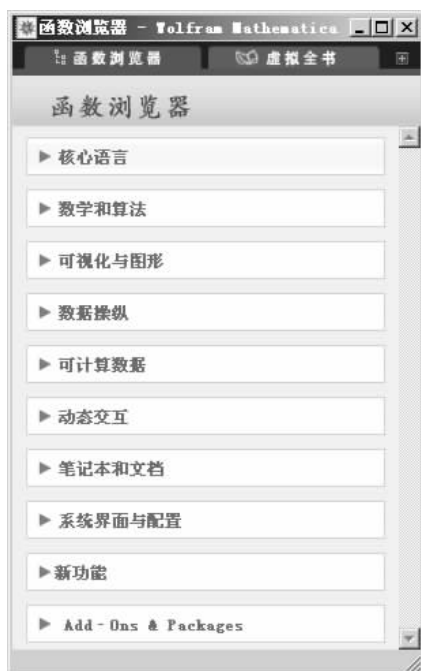 函数浏览器 - Wolfram Mathematica
函数浏览器 虚拟全书
函数浏览器
核心语言
数学和算法
可视化与图形
数据操纵
可计算数据
动态交互
笔记本和文档
系统界面与配置
新功能
Add-Ons & Packages